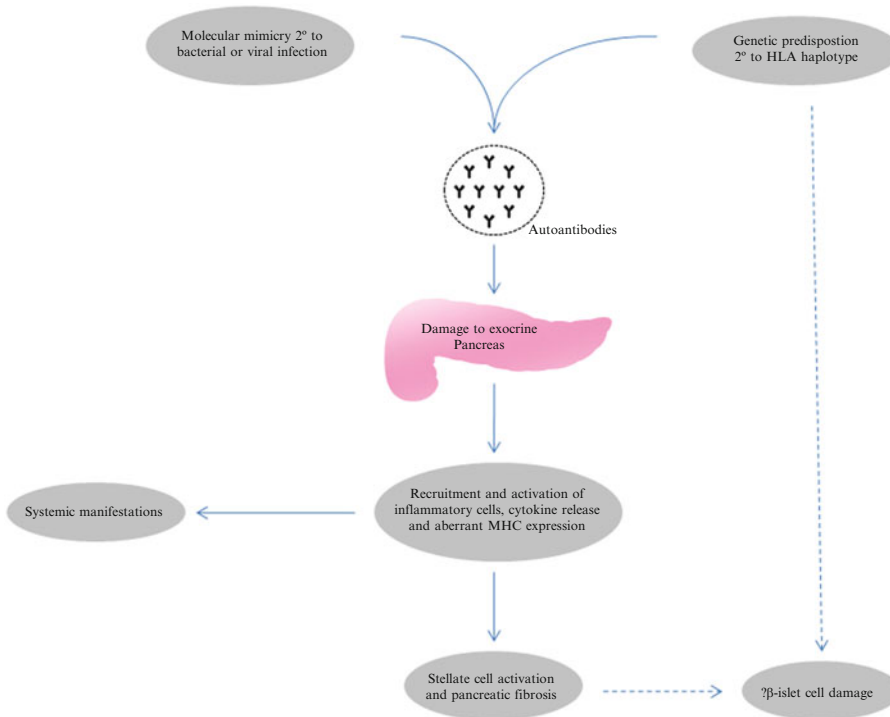 Molecular mimicry 2º to
bacterial or viral infection
Genetic predispostion
2º to HLA haplotype
Autoantibodies
Damage to exocrine
Pancreas
Recruitment and activation of
inflammatory cells, cytokine release
and aberrant MHC expression
Systemic manifestations
Stellate cell activation
and pancreatic fibrosis
?β-islet cell damage